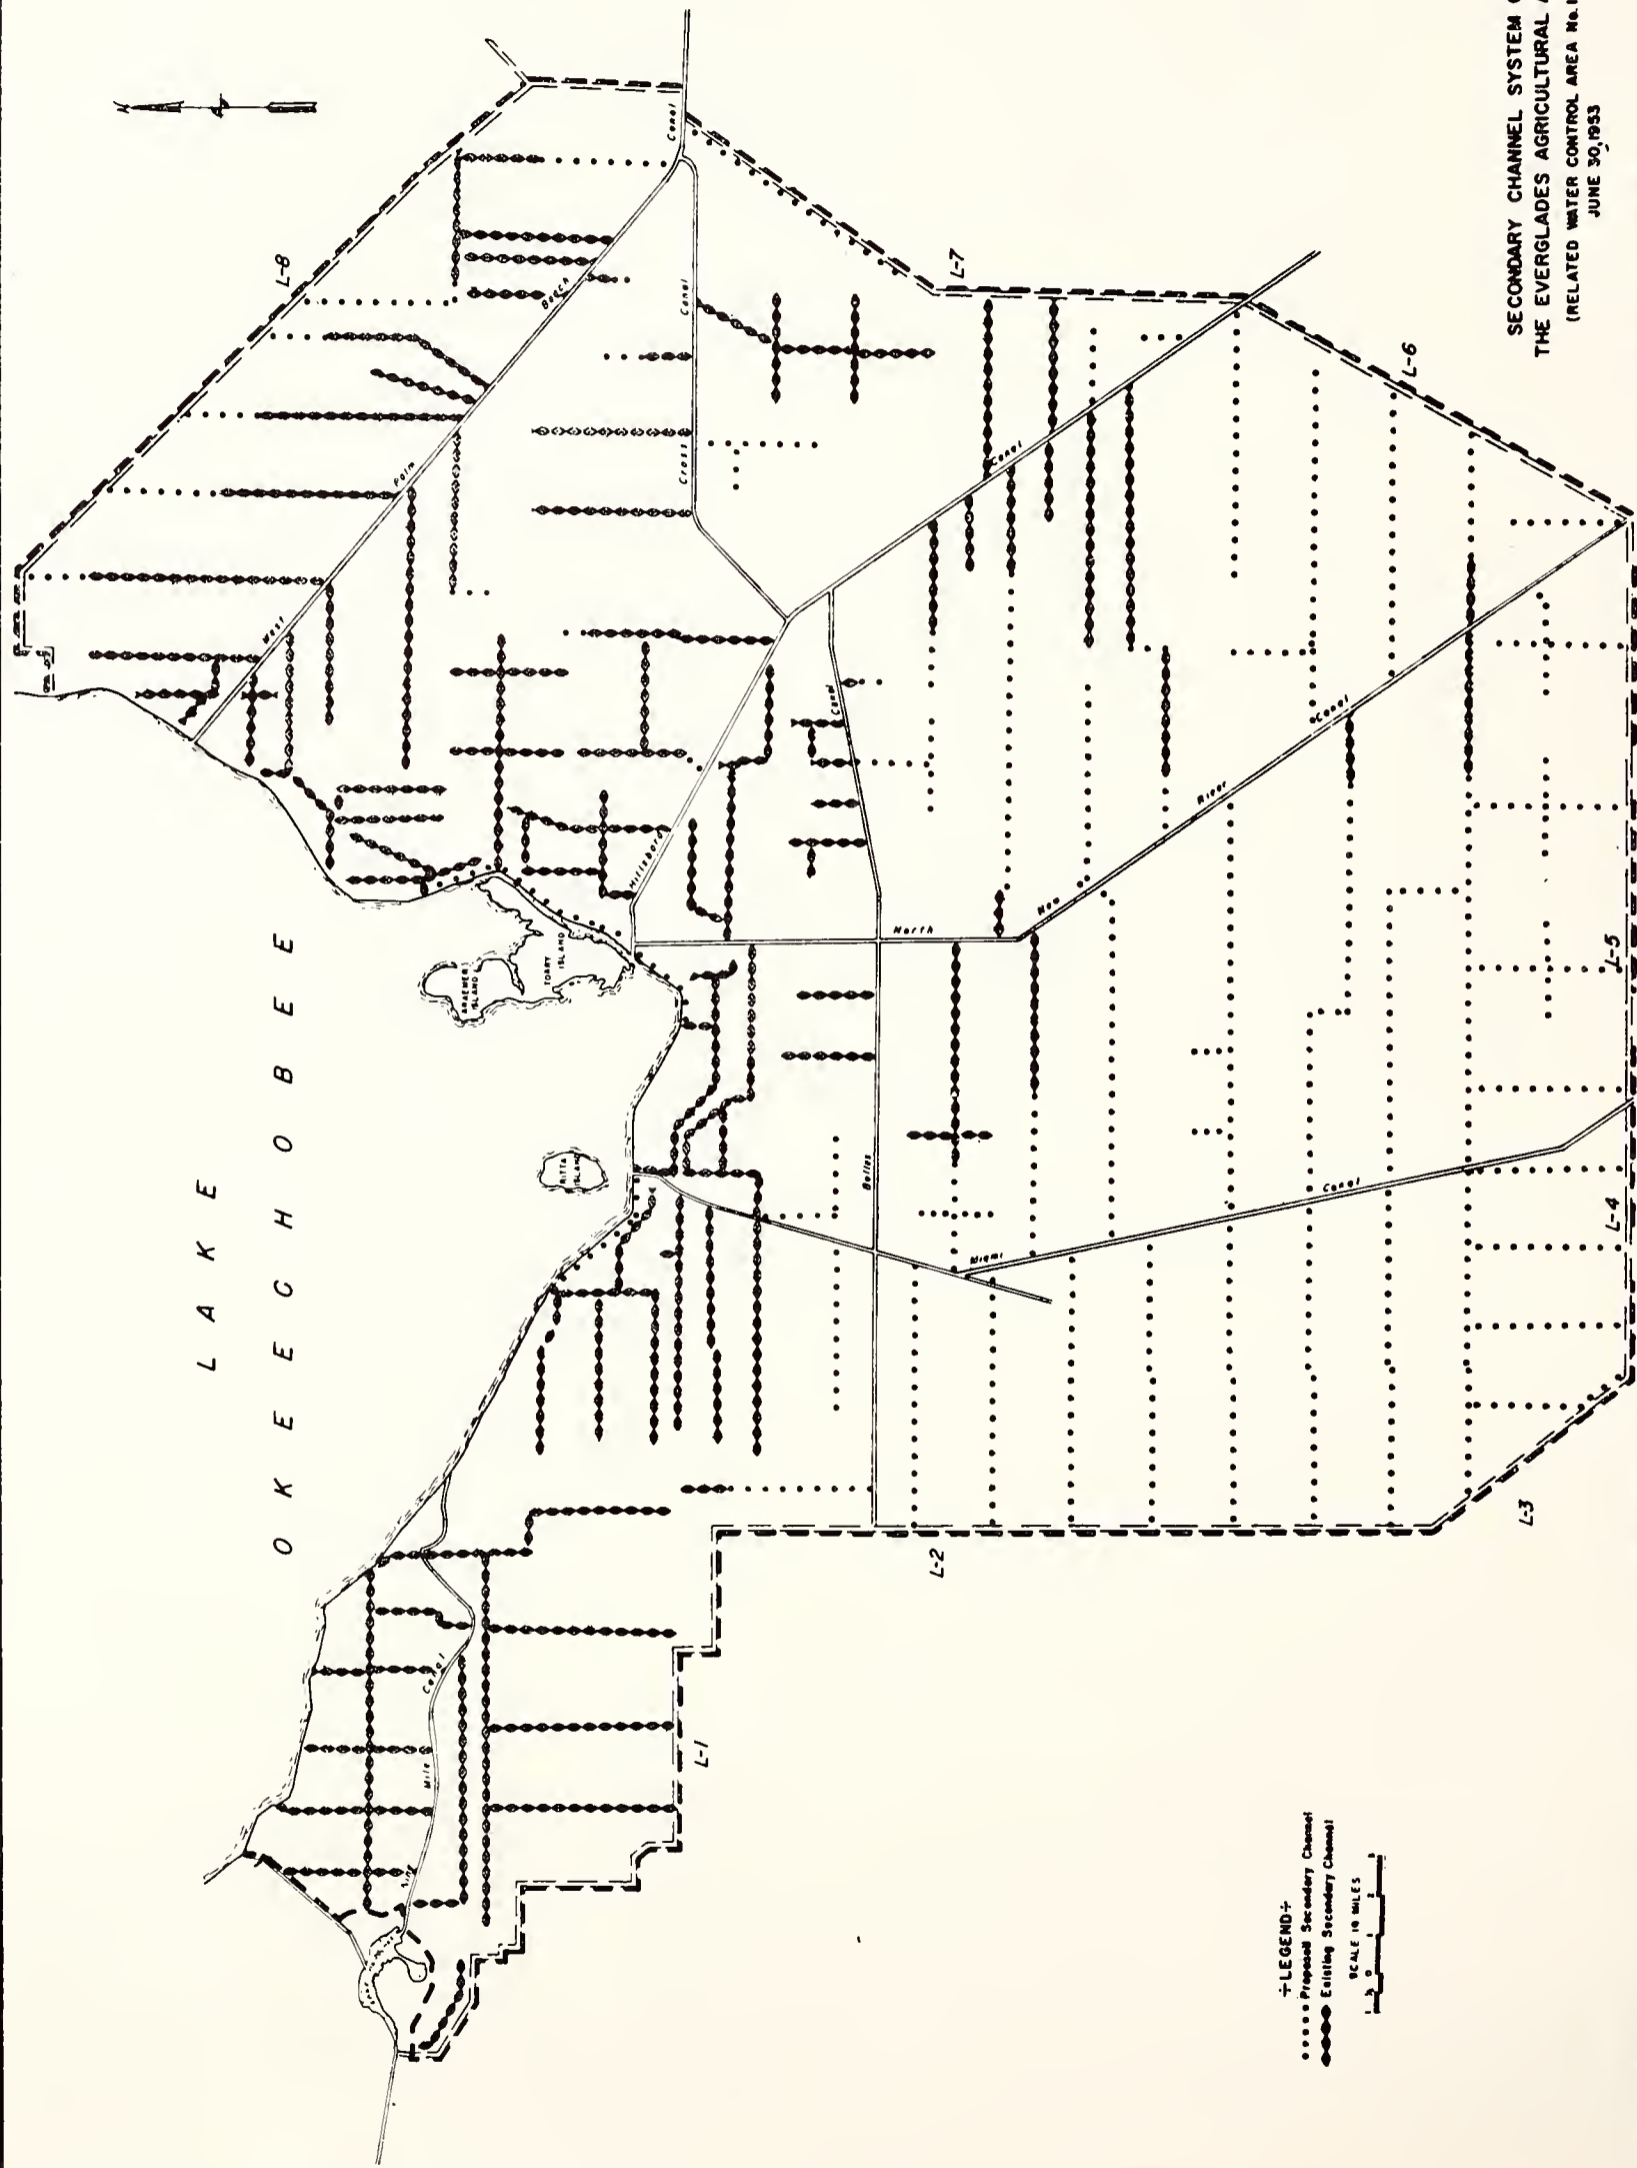 SECONDARY CHANNEL SYSTEM
THE EVERGLADES AGRICULTURAL
(RELATED WATER CONTROL AREA No.
JUNE 30, 1953
N
LAKE
OKEECHOBEE
KRAEMER
ISLAND
TORRY
ISLAND
RITTA
ISLAND
West
Palm
Beach
Canal
Cross
Canal
Hillsboro
Canal
Canal
North
New
River
Canal
Bolles
Miami
Canal
Nine
Mile
Canal
L-8
L-7
L-6
L-5
L-4
L-3
L-2
L-1
÷LEGEND÷
Proposed Secondary Channel
Existing Secondary Channel
SCALE IN MILES